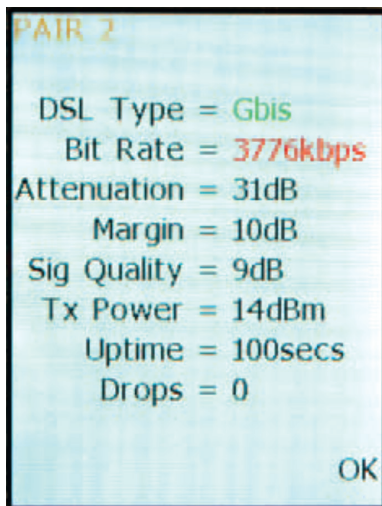 PAIR 2
DSL Type = Gbis
Bit Rate = 3776kbps
Attenuation = 31dB
Margin = 10dB
Sig Quality = 9dB
Tx Power = 14dBm
Uptime = 100secs
Drops = 0
OK